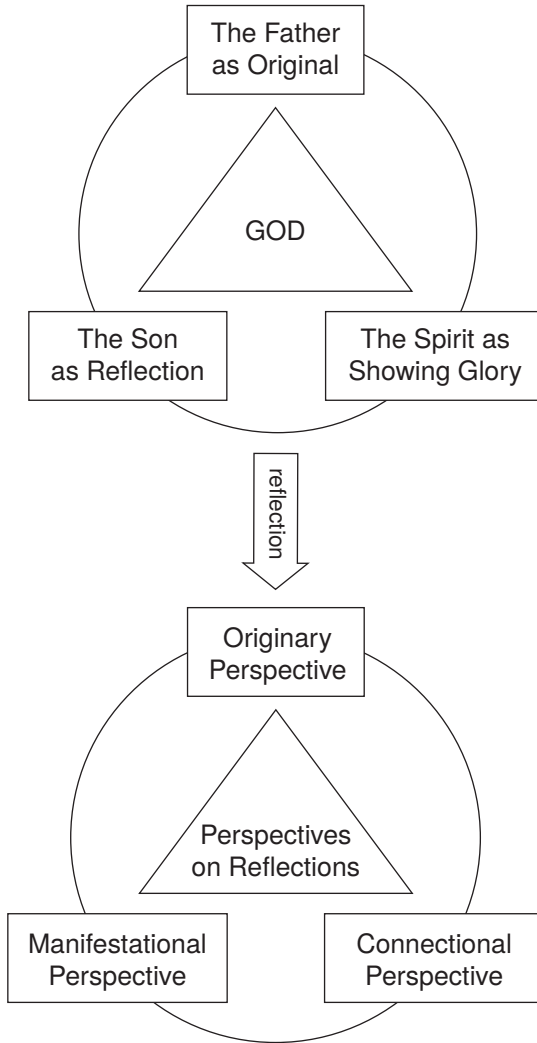 The Father
as Original
GOD
The Son
as Reflection
The Spirit as
Showing Glory
reflection
Originary
Perspective
Perspectives
on Reflections
Manifestational
Perspective
Connectional
Perspective